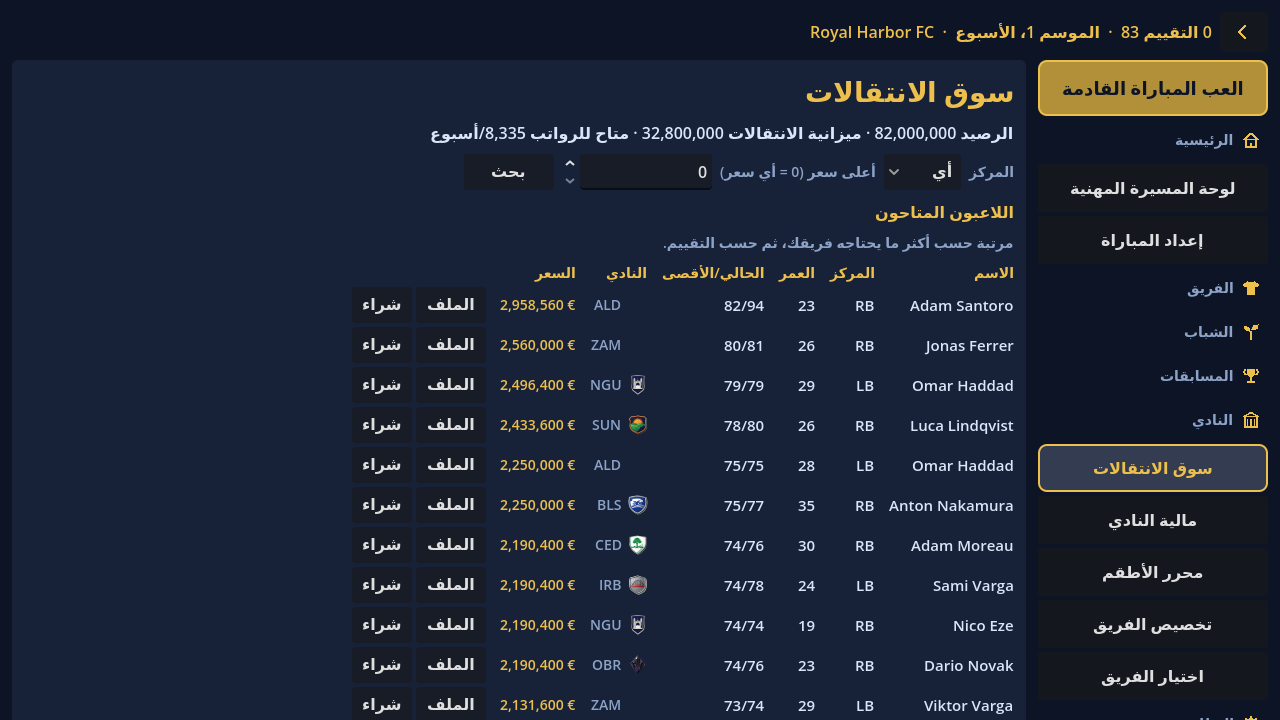 Royal Harbor FC · الموسم 1، الأسبوع 0 التقييم 83
العب المباراة القادمة
الرئيسية
لوحة المسيرة المهنية
إعداد المباراة
الفريق
الشباب
المسابقات
النادي
سوق الانتقالات
مالية النادي
محرر الأطقم
تخصيص الفريق
اختيار الفريق
سوق الانتقالات
الرصيد 82,000,000 · ميزانية الانتقالات 32,800,000 · متاح للرواتب 8,335/أسبوع
المركز أي أعلى سعر (0 = أي سعر) 0 بحث
اللاعبون المتاحون
مرتبة حسب أكثر ما يحتاجه فريقك، ثم حسب التقييم.
الاسم المركز العمر الحالي/الأقصى النادي السعر
Adam Santoro RB 23 82/94 ALD 2,958,560 € الملف شراء
Jonas Ferrer RB 26 80/81 ZAM 2,560,000 € الملف شراء
Omar Haddad LB 29 79/79 NGU 2,496,400 € الملف شراء
Luca Lindqvist RB 26 78/80 SUN 2,433,600 € الملف شراء
Omar Haddad LB 28 75/75 ALD 2,250,000 € الملف شراء
Anton Nakamura RB 35 75/77 BLS 2,250,000 € الملف شراء
Adam Moreau RB 30 74/76 CED 2,190,400 € الملف شراء
Sami Varga LB 24 74/78 IRB 2,190,400 € الملف شراء
Nico Eze RB 19 74/74 NGU 2,190,400 € الملف شراء
Dario Novak RB 23 74/76 OBR 2,190,400 € الملف شراء
Viktor Varga LB 29 73/74 ZAM 2,131,600 € الملف شراء